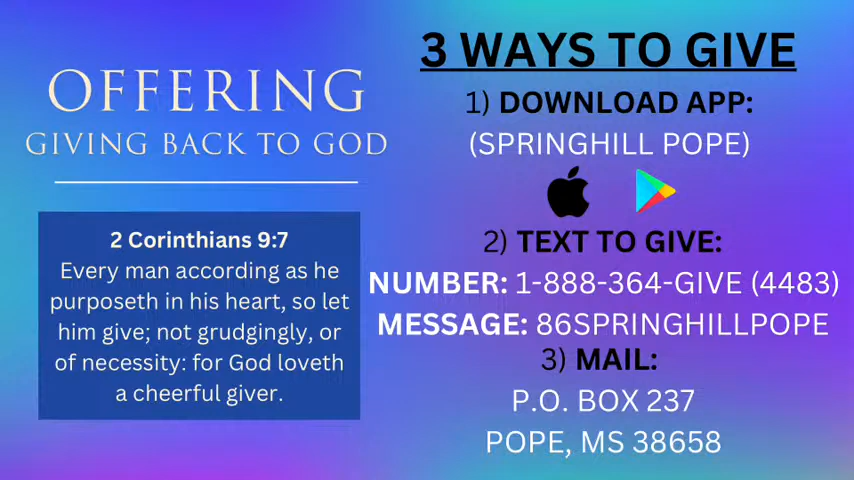 OFFERING
GIVING BACK TO GOD
2 Corinthians 9:7
Every man according as he
purposeth in his heart, so let
him give; not grudgingly, or
of necessity: for God loveth
a cheerful giver.
3 WAYS TO GIVE
1) DOWNLOAD APP:
(SPRINGHILL POPE)
2) TEXT TO GIVE:
NUMBER: 1-888-364-GIVE (4483)
MESSAGE: 86SPRINGHILLPOPE
3) MAIL:
P.O. BOX 237
POPE, MS 38658